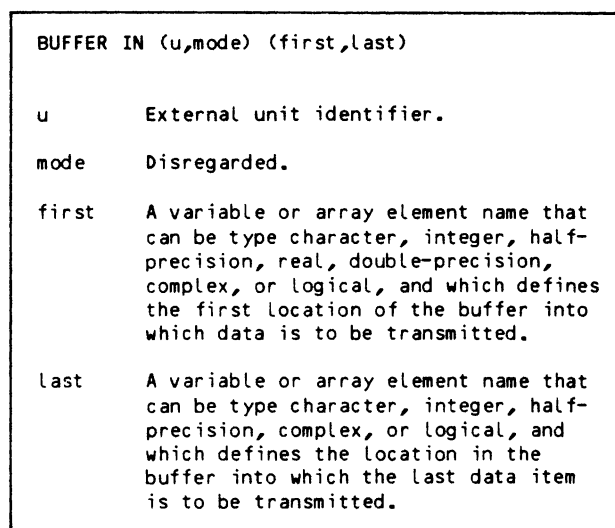 BUFFER IN (u,mode) (first,last)
u External unit identifier.
mode Disregarded.
first A variable or array element name that
can be type character, integer, half-
precision, real, double-precision,
complex, or logical, and which defines
the first location of the buffer into
which data is to be transmitted.
last A variable or array element name that
can be type character, integer, half-
precision, complex, or logical, and
which defines the location in the
buffer into which the last data item
is to be transmitted.